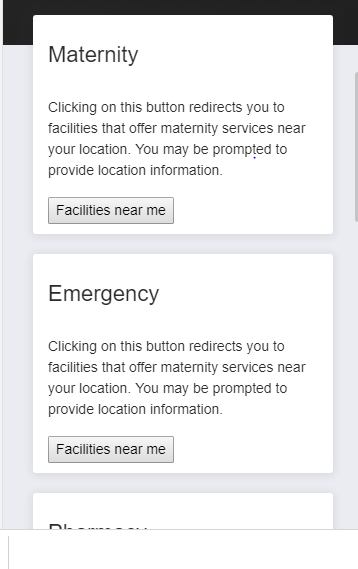 Maternity
Clicking on this button redirects you to
facilities that offer maternity services near
your location. You may be prompted to
provide location information.
Facilities near me
Emergency
Clicking on this button redirects you to
facilities that offer maternity services near
your location. You may be prompted to
provide location information.
Facilities near me
Pharmacy